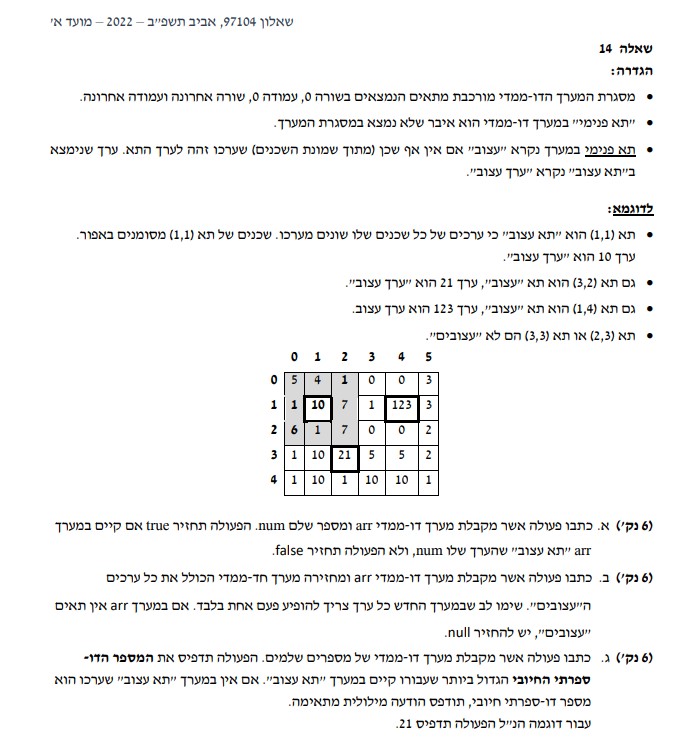 שאלון 97104, אביב תשפ״ב – 2022 – מועד א׳
שאלה 14
הגדרה:
• מסגרת המערך הדו-ממדי מורכבת מתאים הנמצאים בשורה 0, עמודה 0, שורה אחרונה ועמודה אחרונה.
• ״תא פנימי״ במערך דו-ממדי הוא איבר שלא נמצא במסגרת המערך.
• תא פנימי במערך נקרא ״עצוב״ אם אין אף שכן (מתוך שמונת השכנים) שערכו זהה לערך התא. ערך שנימצא
ב״תא עצוב״ נקרא ״ערך עצוב״.
לדוגמא:
• תא (1,1) הוא ״תא עצוב״ כי ערכים של כל שכנים שלו שונים מערכו. שכנים של תא (1,1) מסומנים באפור.
ערך 10 הוא ״ערך עצוב״.
• גם תא (3,2) הוא תא ״עצוב״, ערך 21 הוא ״ערך עצוב״.
• גם תא (1,4) הוא תא ״עצוב״, ערך 123 הוא ערך עצוב.
• תא (2,3) או תא (3,3) הם לא ״עצובים״.
0 1 2 3 4 5
0 5 4 1 0 0 3
1 1 10 7 1 123 3
2 6 1 7 0 0 2
3 1 10 21 5 5 2
4 1 10 1 10 10 1
(6 נק׳) א. כתבו פעולה אשר מקבלת מערך דו-ממדי arr ומספר שלם num. הפעולה תחזיר true אם קיים במערך
arr ״תא עצוב״ שהערך שלו num, ולא הפעולה תחזיר false.
(6 נק׳) ב. כתבו פעולה אשר מקבלת מערך דו-ממדי arr ומחזירה מערך חד-ממדי הכולל את כל ערכים
ה״עצובים״. שימו לב שבמערך החדש כל ערך צריך להופיע פעם אחת בלבד. אם במערך arr אין תאים
״עצובים״, יש להחזיר null.
(6 נק׳) ג. כתבו פעולה אשר מקבלת מערך דו-ממדי של מספרים שלמים. הפעולה תדפיס את המספר הדו-
ספרתי החיובי הגדול ביותר שעבורו קיים במערך ״תא עצוב״. אם אין במערך ״תא עצוב״ שערכו הוא
מספר דו-ספרתי חיובי, תודפס הודעה מילולית מתאימה.
עבור דוגמה הנ״ל הפעולה תדפיס 21.